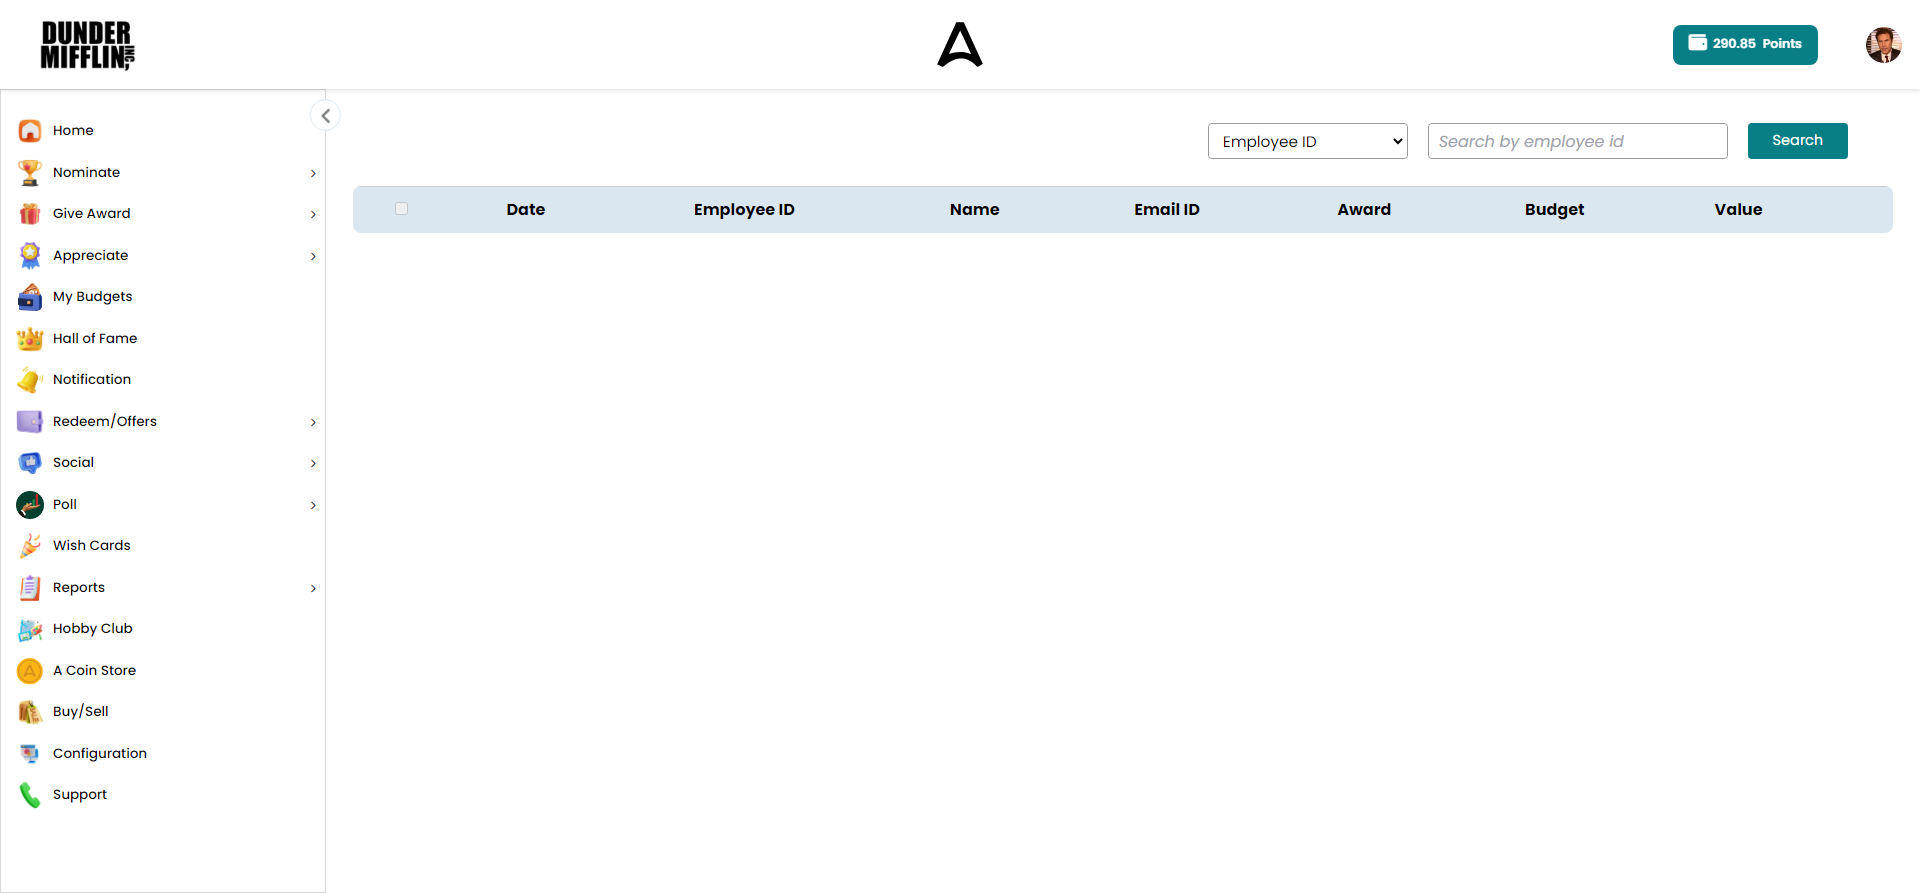 DUNDER
MIFFLIN INC,
290.85 Points
Home
Nominate
Give Award
Appreciate
My Budgets
Hall of Fame
Notification
Redeem/Offers
Social
Poll
Wish Cards
Reports
Hobby Club
A Coin Store
Buy/Sell
Configuration
Support
Employee ID
Search by employee id
Search
Date Employee ID Name Email ID Award Budget Value